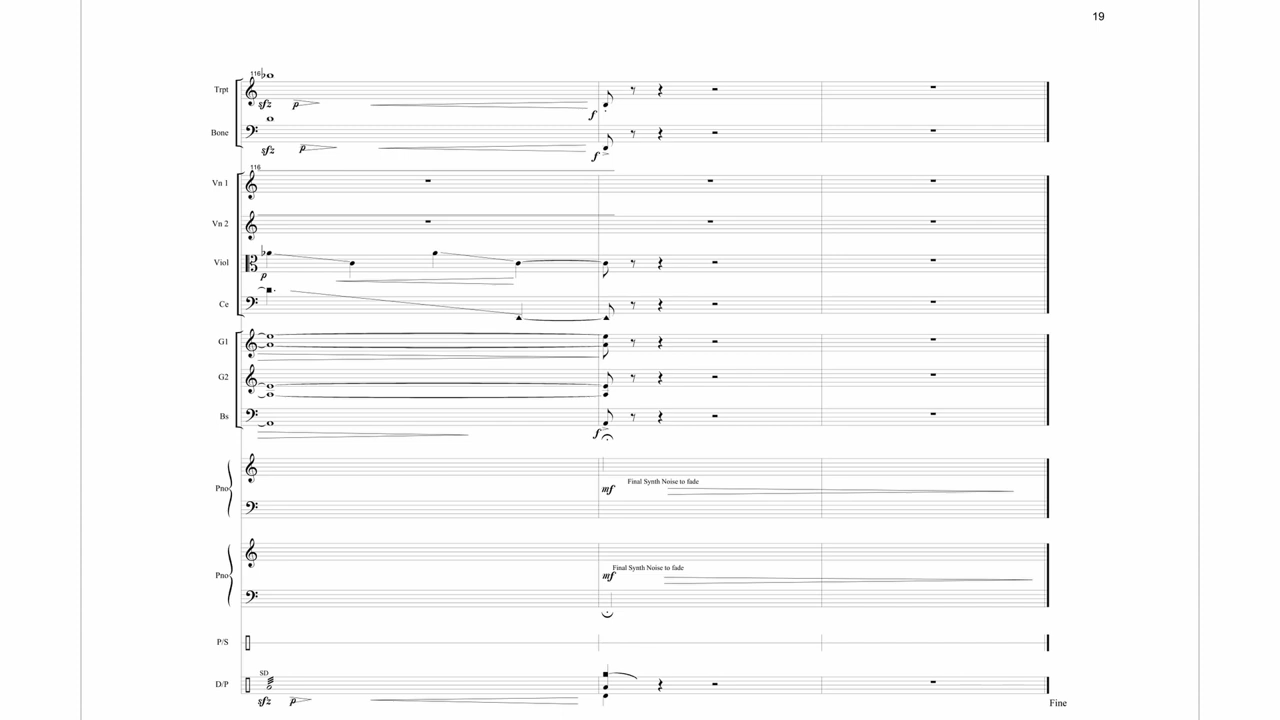 19
116
Trpt
sfz p f
Bone
sfz p f
116
Vn 1
Vn 2
Viol
p
Ce
G1
G2
Bs
f
Final Synth Noise to fade
Pno
mf
Final Synth Noise to fade
Pno
mf
P/S
SD
D/P
sfz p
Fine